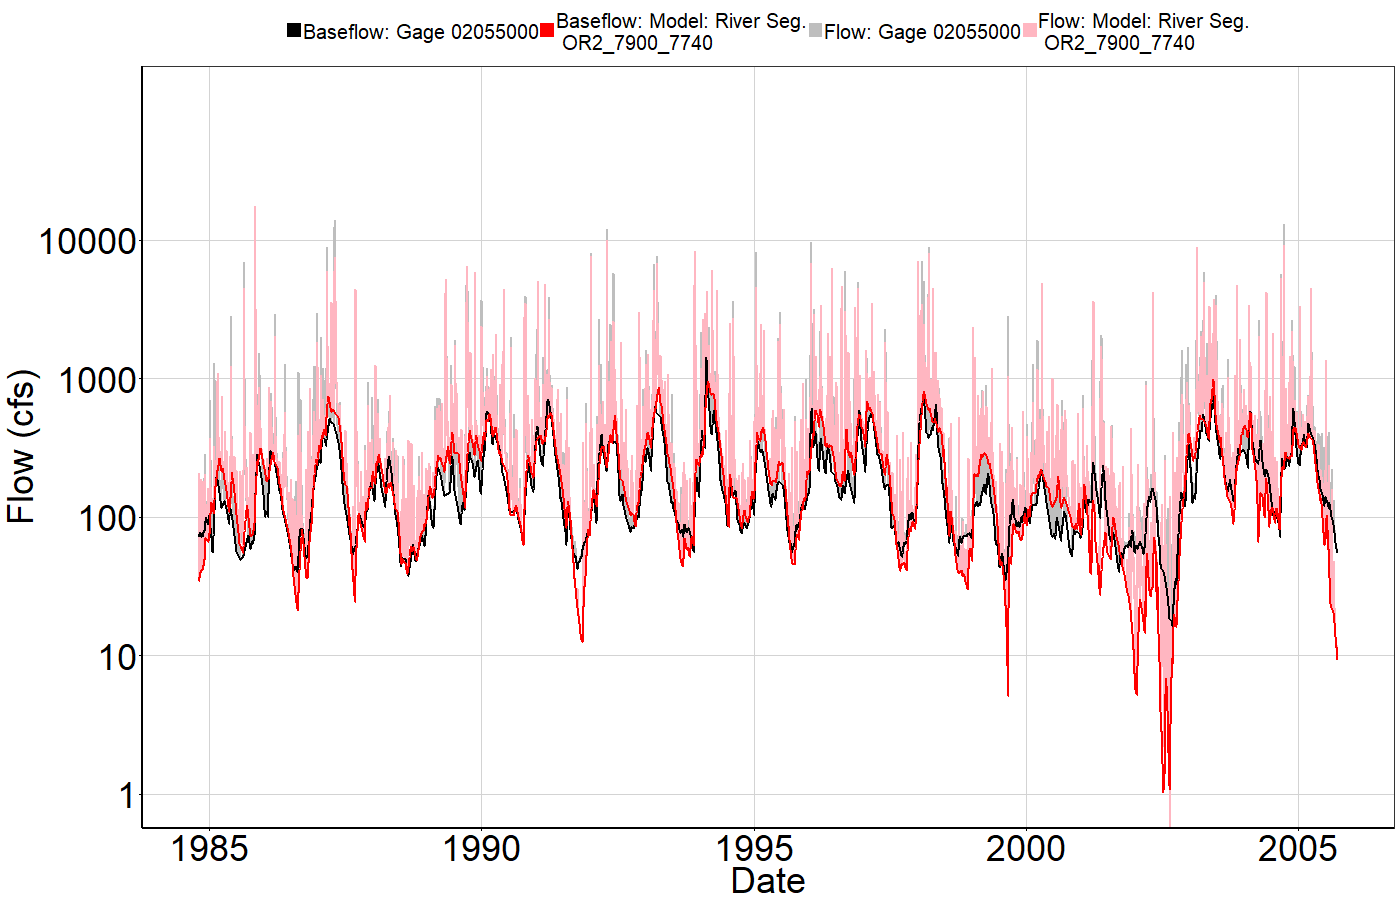 Baseflow: Gage 02055000 Baseflow: Model: River Seg. Flow: Gage 02055000 Flow: Model: River Seg.
OR2_7900_7740 OR2_7900_7740
10000
1000
100
10
1
Flow (cfs)
1985 1990 1995 2000 2005
Date